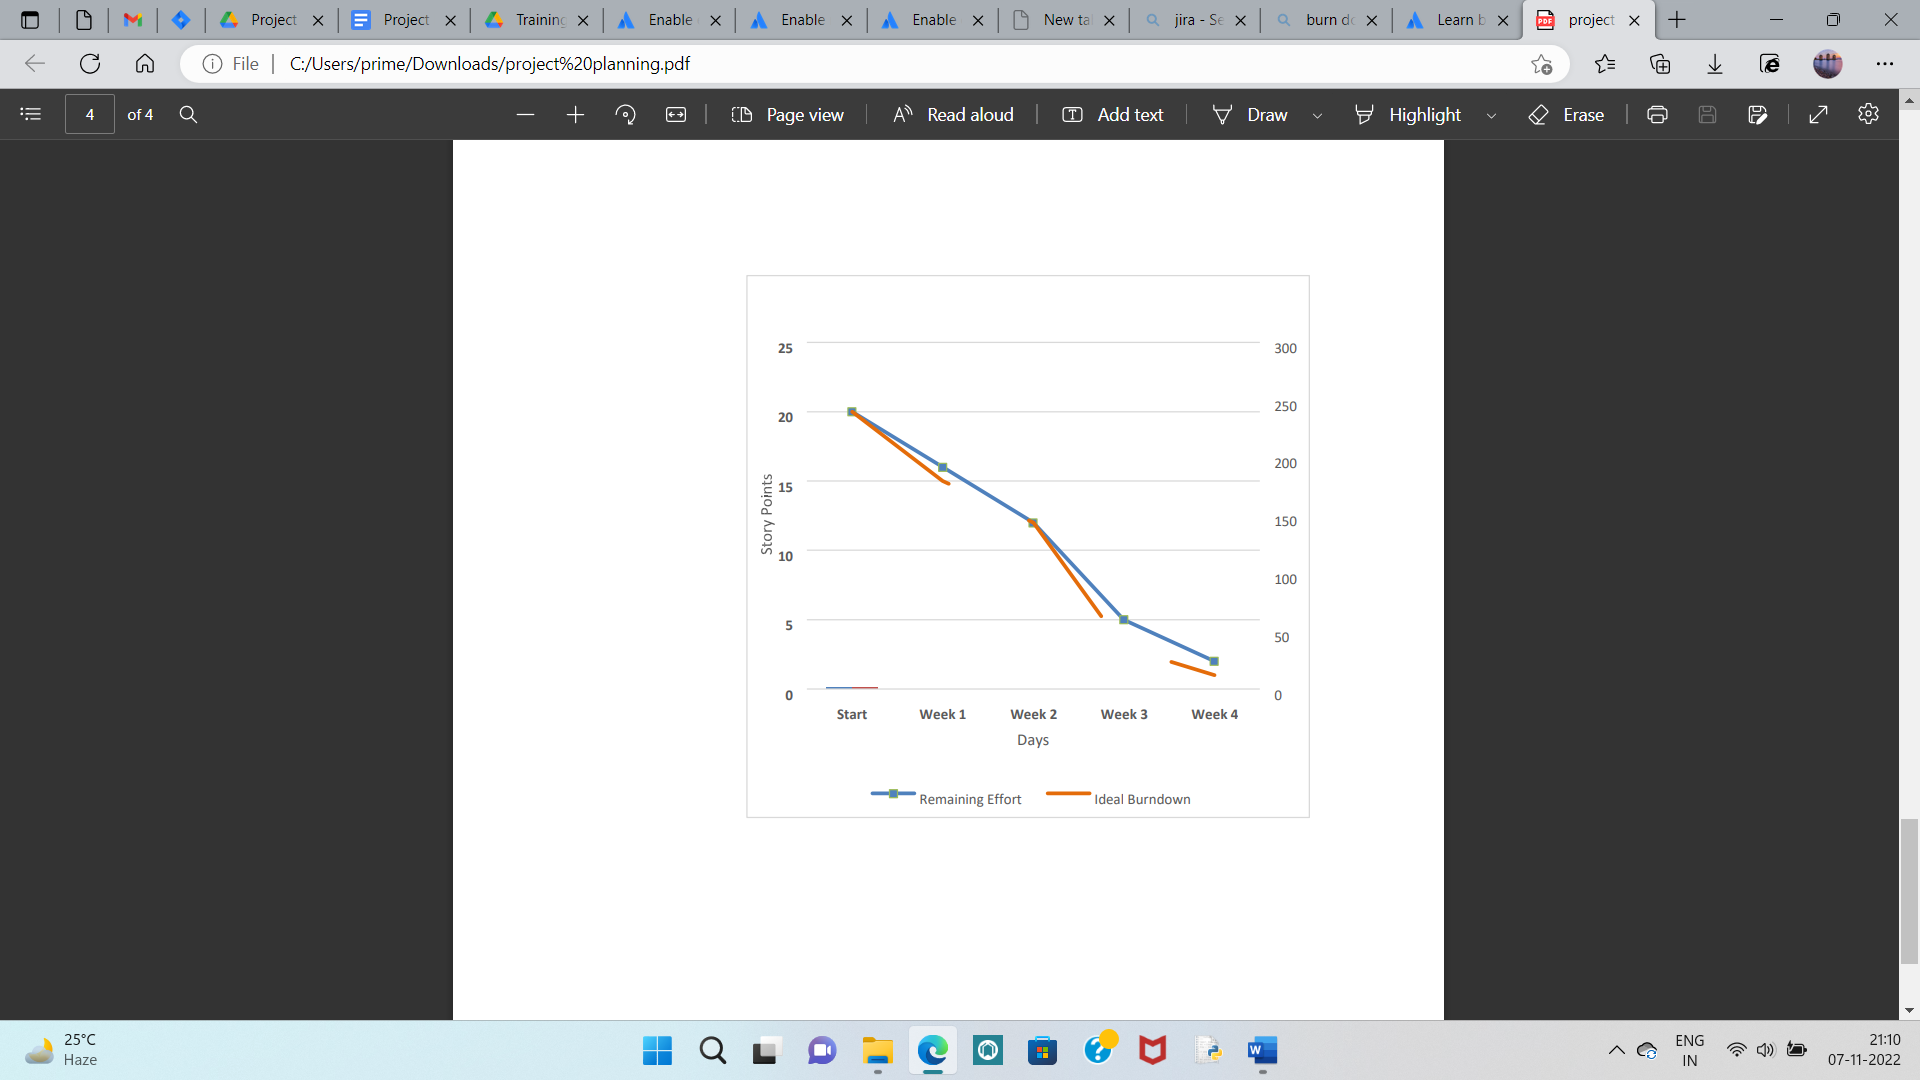 Project
Project
Training
Enable
Enable
Enable
New ta
jira - Se
burn do
Learn b
project
File
C:/Users/prime/Downloads/project%20planning.pdf
4 of 4
Page view
Read aloud
Add text
Draw
Highlight
Erase
25
20
15
10
5
0
Story Points
300
250
200
150
100
50
0
Start Week 1 Week 2 Week 3 Week 4
Days
Remaining Effort Ideal Burndown
25°C
Haze
ENG
IN
21:10
07-11-2022